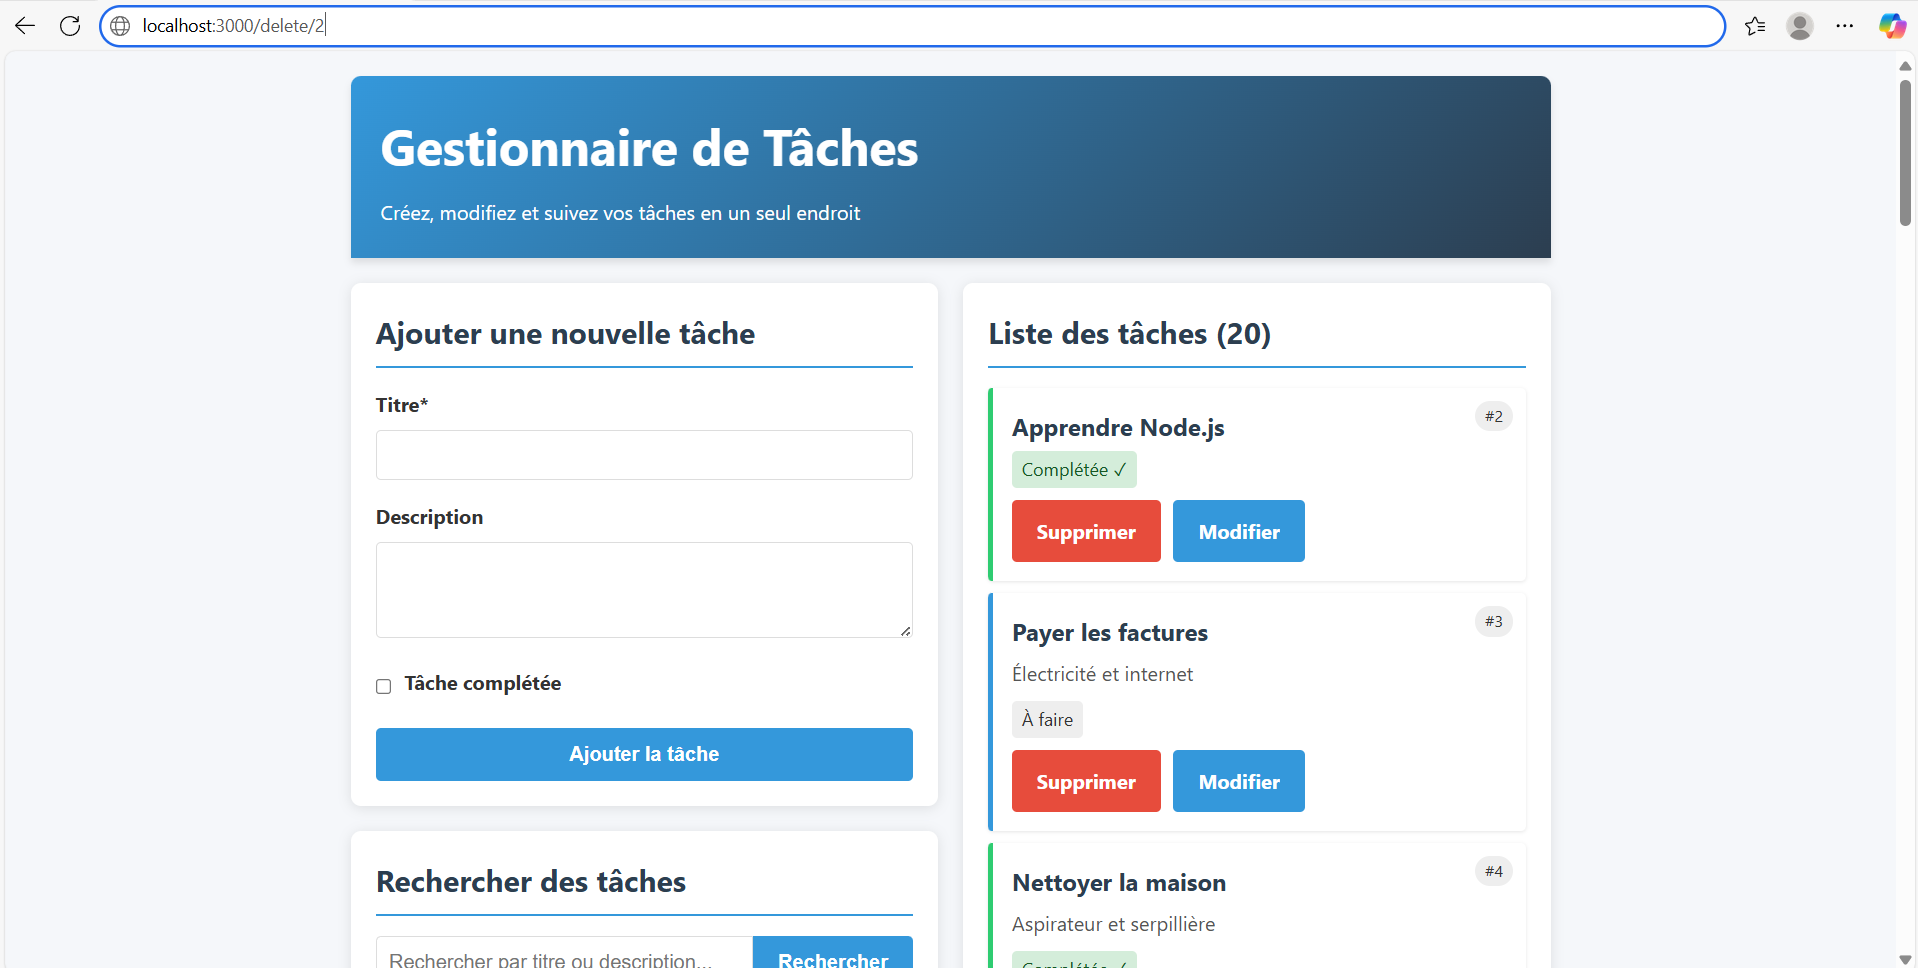 localhost:3000/delete/2
Gestionnaire de Tâches
Créez, modifiez et suivez vos tâches en un seul endroit
Ajouter une nouvelle tâche
Titre*
Description
Tâche complétée
Ajouter la tâche
Rechercher des tâches
Rechercher par titre ou description...
Rechercher
Liste des tâches (20)
Apprendre Node.js
#2
Complétée ✓
Supprimer
Modifier
Payer les factures
#3
Électricité et internet
À faire
Supprimer
Modifier
Nettoyer la maison
#4
Aspirateur et serpillière
Complétée ✓